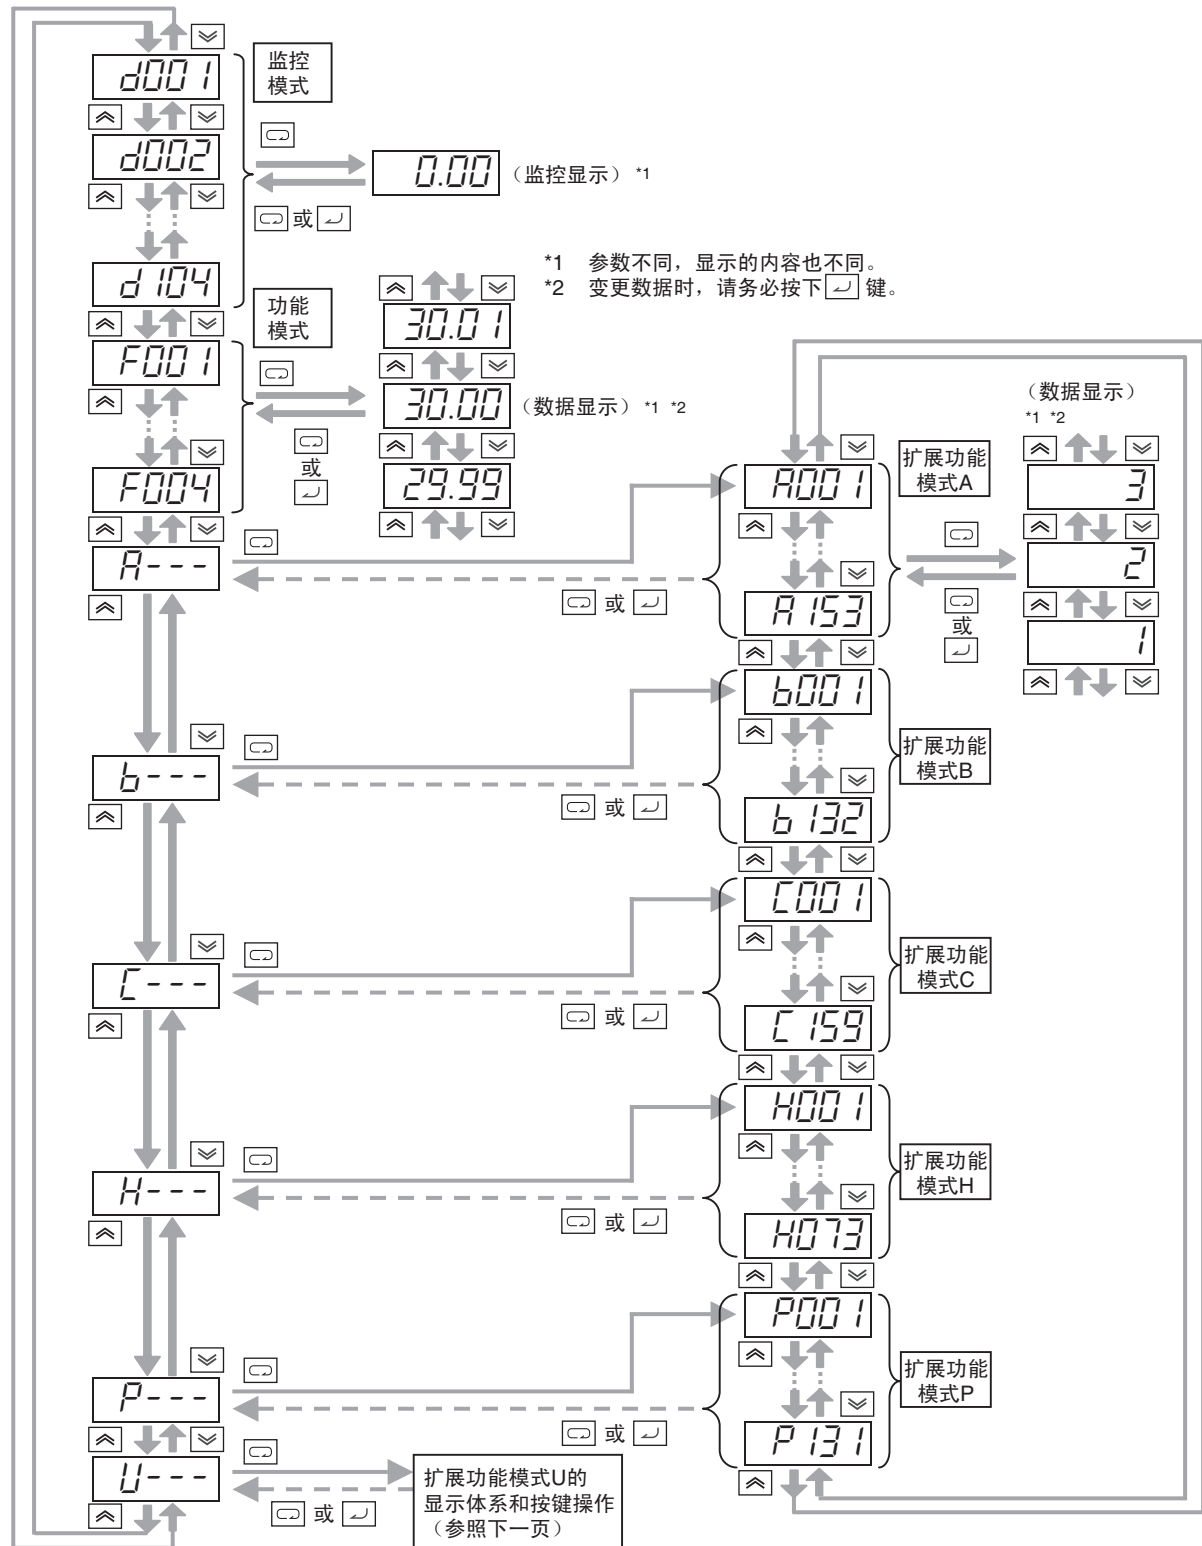 d001
监控
模式
d002
0.00
（监控显示） *1
或
d104
*1 参数不同，显示的内容也不同。
*2 变更数据时，请务必按下 键。
功能
模式
F001
30.01
30.00
（数据显示） *1 *2
29.99
或
F004
（数据显示）
*1 *2
3
2
1
或
A---
或
A001
A153
扩展功能
模式A
b---
或
b001
b132
扩展功能
模式B
C---
或
C001
C159
扩展功能
模式C
H---
或
H001
H073
扩展功能
模式H
P---
或
P001
P131
扩展功能
模式P
U---
或
扩展功能模式U的
显示体系和按键操作
（参照下一页）